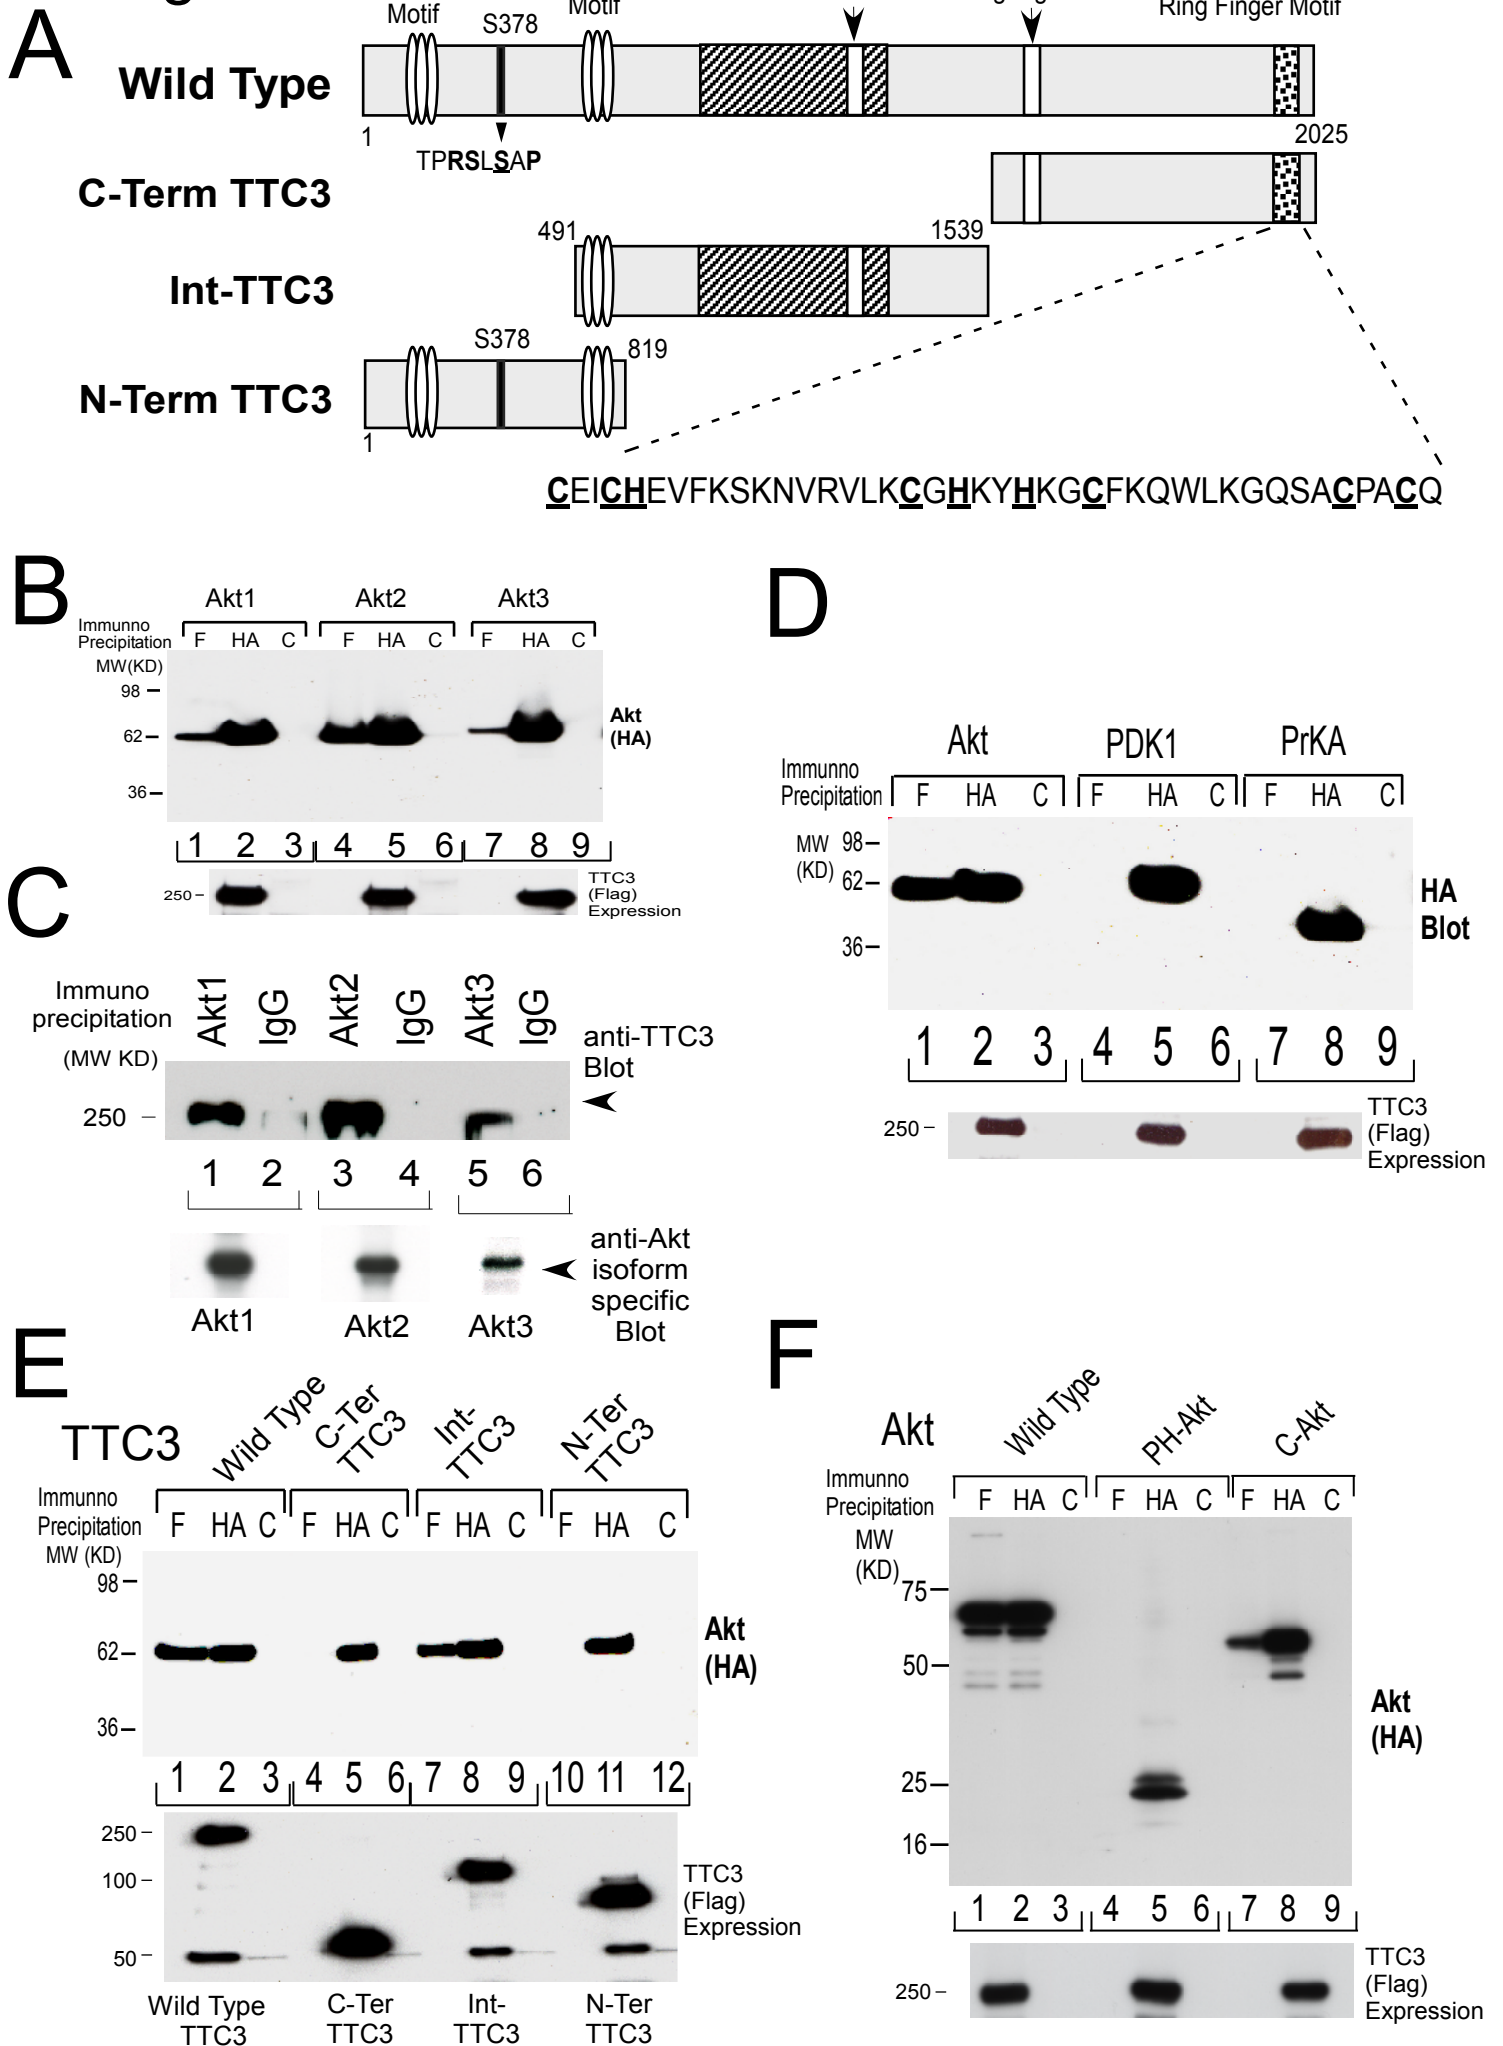 A
Motif
S378
Motif
Ring Finger Motif
Wild Type
1
2025
TPRSLSAP
C-Term TTC3
491
1539
Int-TTC3
S378
819
N-Term TTC3
1
CEICHEVFKSKNVRVLKCGHKYHKGCFKQWLKGQSACPACQ
B
Akt1 Akt2 Akt3
Immunno
Precipitation
F HA C F HA C F HA C
MW(KD)
98
62
36
Akt
(HA)
1 2 3 4 5 6 7 8 9
250
TTC3
(Flag)
Expression
C
Immuno
precipitation
Akt1 IgG Akt2 IgG Akt3 IgG
(MW KD)
anti-TTC3
Blot
250
1 2 3 4 5 6
anti-Akt
isoform
specific
Blot
Akt1 Akt2 Akt3
D
Akt PDK1 PrKA
Immunno
Precipitation
F HA C F HA C F HA C
MW
(KD)
98
62
36
HA
Blot
1 2 3 4 5 6 7 8 9
250
TTC3
(Flag)
Expression
E
TTC3
Wild Type
C-Ter
TTC3
Int-
TTC3
N-Ter
TTC3
Immunno
Precipitation
F HA C F HA C F HA C F HA C
MW (KD)
98
62
36
Akt
(HA)
1 2 3 4 5 6 7 8 9 10 11 12
250
100
50
TTC3
(Flag)
Expression
Wild Type
TTC3
C-Ter
TTC3
Int-
TTC3
N-Ter
TTC3
F
Akt
Wild Type
PH-Akt
C-Akt
Immunno
Precipitation
F HA C F HA C F HA C
MW
(KD)
75
50
25
16
Akt
(HA)
1 2 3 4 5 6 7 8 9
250
TTC3
(Flag)
Expression